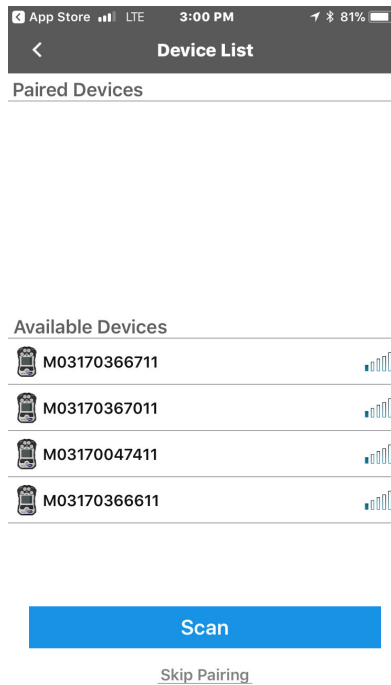 App Store LTE 3:00 PM 81%
Device List
Paired Devices
Available Devices
M03170366711
M03170367011
M03170047411
M03170366611
Scan
Skip Pairing